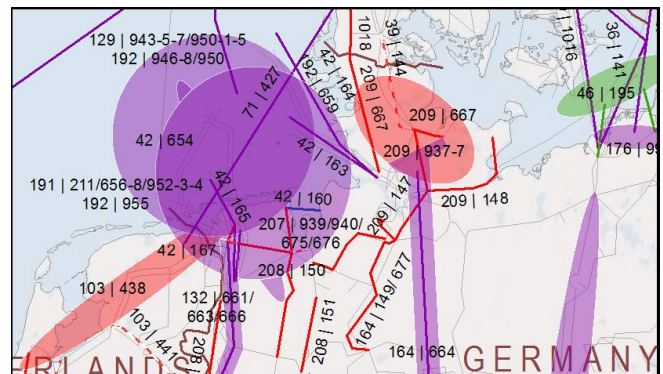 129 | 943-5-7/950-1-5
192 | 946-8/950
71 | 427
192 | 659
42 | 164
1018
209 | 667
39 | 144
1016
36 | 141
46 | 195
209 | 667
42 | 654
42 | 163
209 | 937-7
176 | 99
191 | 211/656-8/952-3-4
192 | 955
42 | 165
42 | 160
209 | 147
209 | 148
207 | 939/940/
675/676
42 | 167
208 | 150
103 | 438
132 | 661/
663/666
208 | 151
164 | 149/677
103 | 441
208 |
164 | 664
ERLANDS
GERMANY